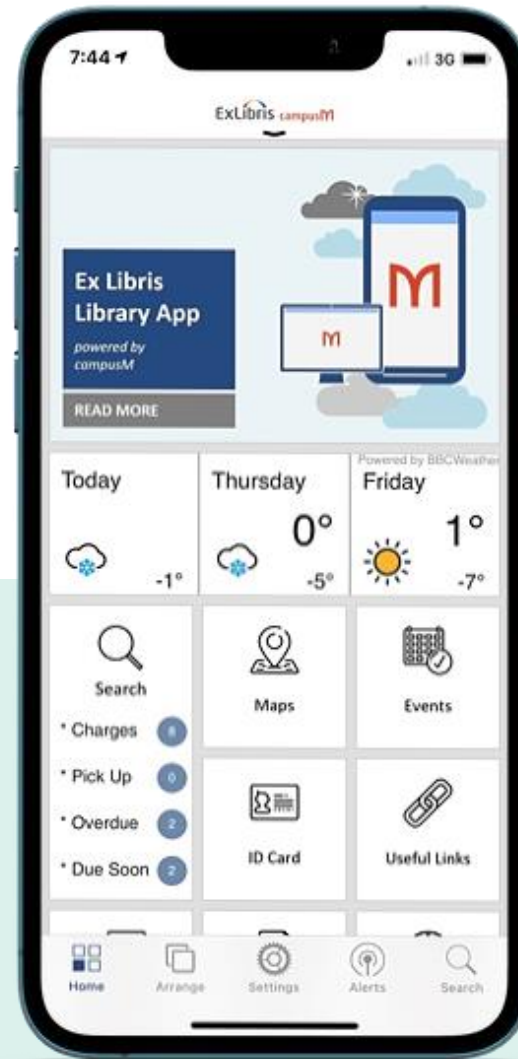 7:44
3G
ExLibris campusM
Ex Libris
Library App
powered by
campusM
READ MORE
M
M
Powered by BBCWeather
Today
Thursday
Friday
0°
1°
-1°
-5°
-7°
Search
* Charges
* Pick Up 0
* Overdue 2
* Due Soon 2
Maps
Events
ID Card
Useful Links
Home
Arrange
Settings
Alerts
Search